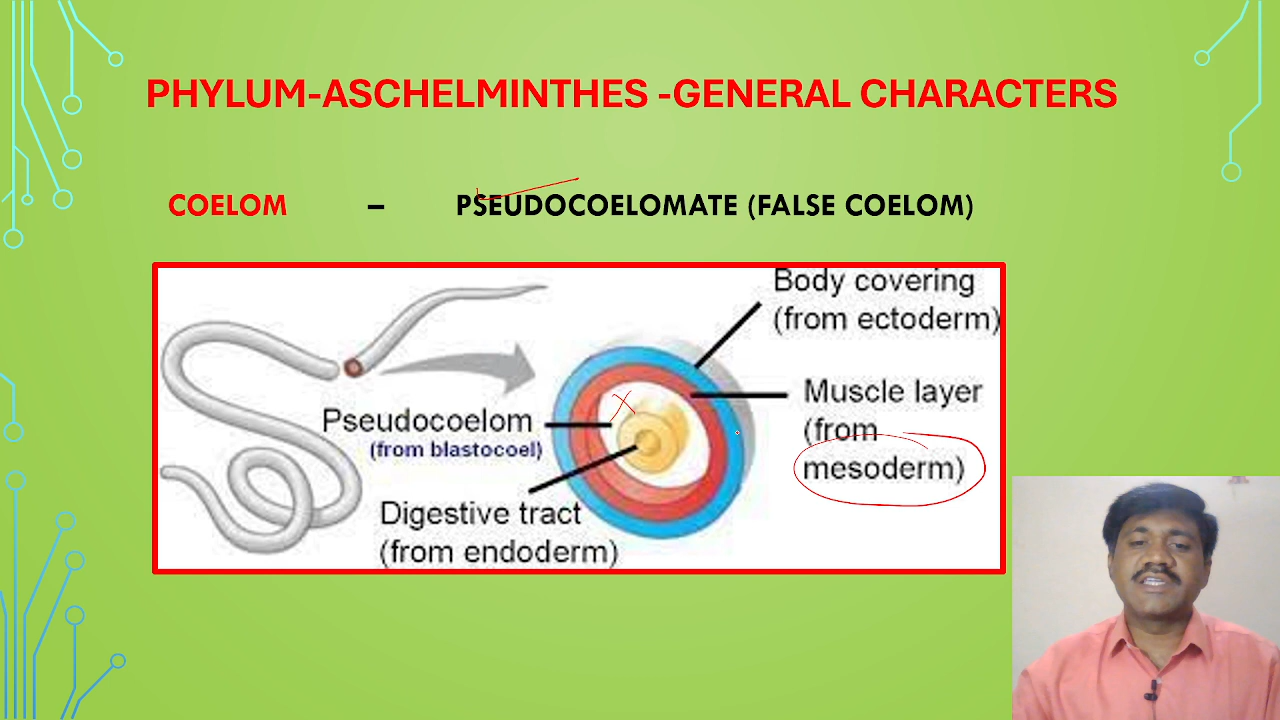 PHYLUM-ASCHELMINTHES -GENERAL CHARACTERS
COELOM – PSEUDOCOELOMATE (FALSE COELOM)
Body covering
(from ectoderm)
Muscle layer
(from
mesoderm)
Pseudocoelom
(from blastocoel)
Digestive tract
(from endoderm)